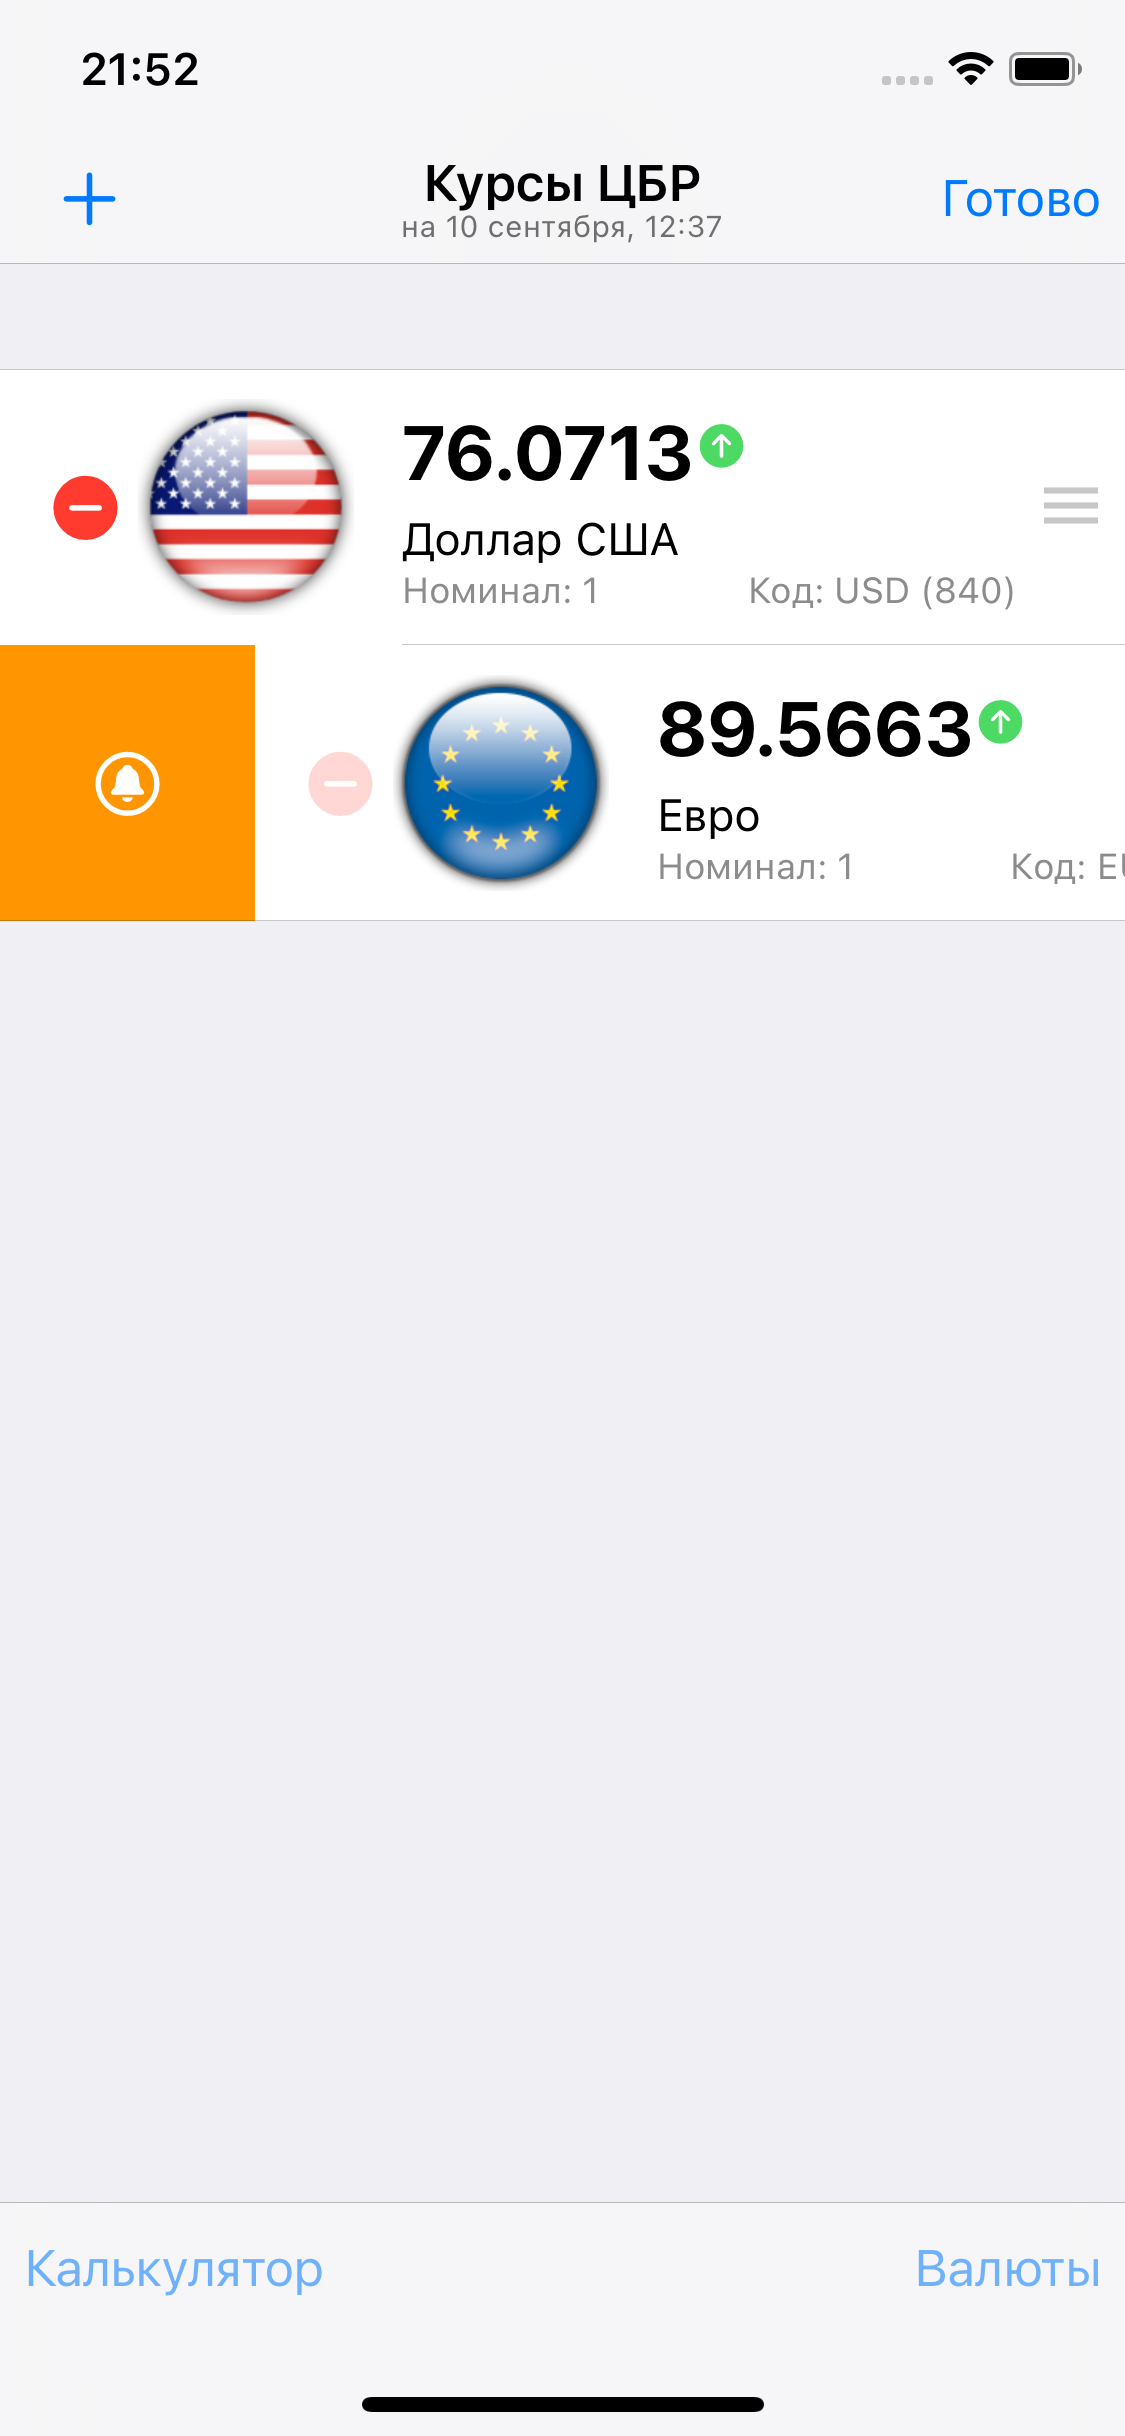 21:52
Курсы ЦБР
на 10 сентября, 12:37
Готово
76.0713
Доллар США
Номинал: 1 Код: USD (840)
89.5663
Евро
Номинал: 1 Код: EU
Калькулятор Валюты